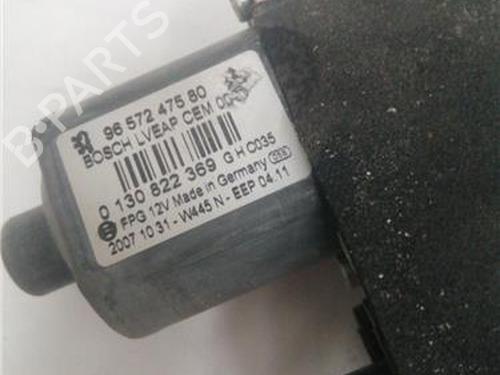 B-PARTS
96 572 475 80
BOSCH LVEAP CEM
0 130 822 369 G H C035
FPG 12V Made in Germany
2007 10 31 - W445 N - EEP 04.11